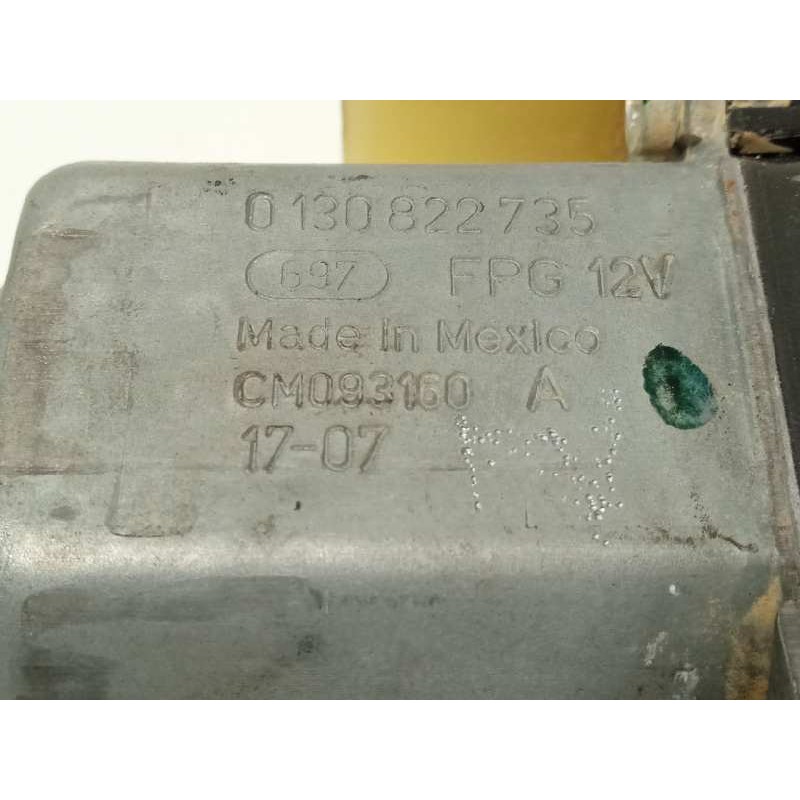 0 130 822 735
697 FPG 12V
Made in Mexico
CM093160 A
17-07